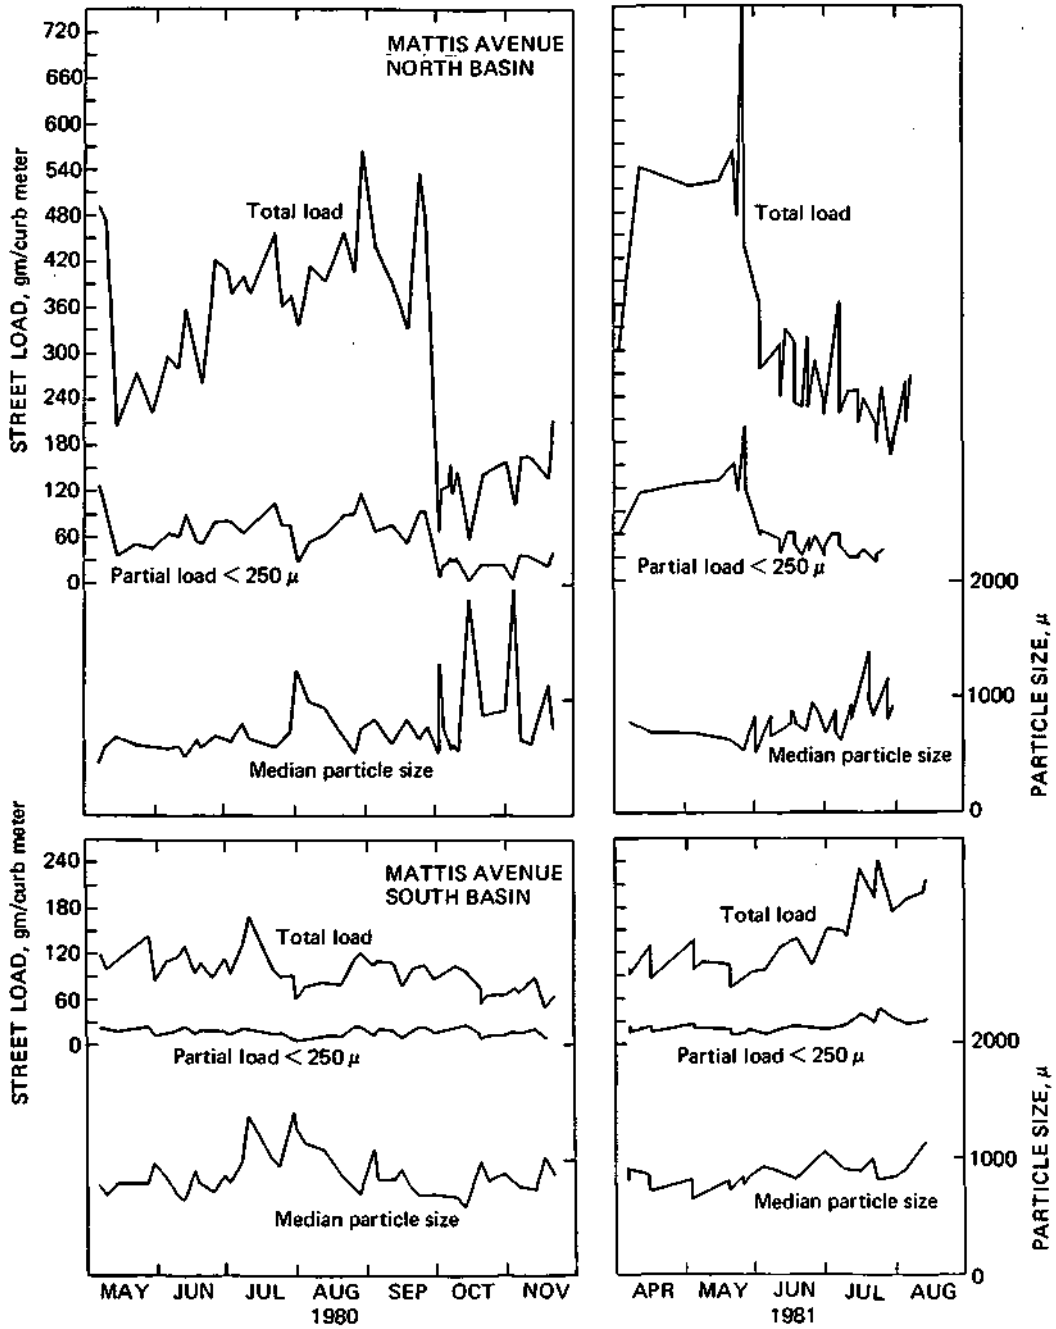 MATTIS AVENUE
NORTH BASIN
STREET LOAD, gm/curb meter
720
660
600
540
480
420
360
300
240
180
120
60
0
Total load
Partial load < 250 μ
Median particle size
Total load
Partial load < 250 μ
Median particle size
2000
1000
0
PARTICLE SIZE, μ
MATTIS AVENUE
SOUTH BASIN
STREET LOAD, gm/curb meter
240
180
120
60
0
Total load
Partial load < 250 μ
Median particle size
Total load
Partial load < 250 μ
Median particle size
2000
1000
0
PARTICLE SIZE, μ
MAY JUN JUL AUG SEP OCT NOV
1980
APR MAY JUN JUL AUG
1981